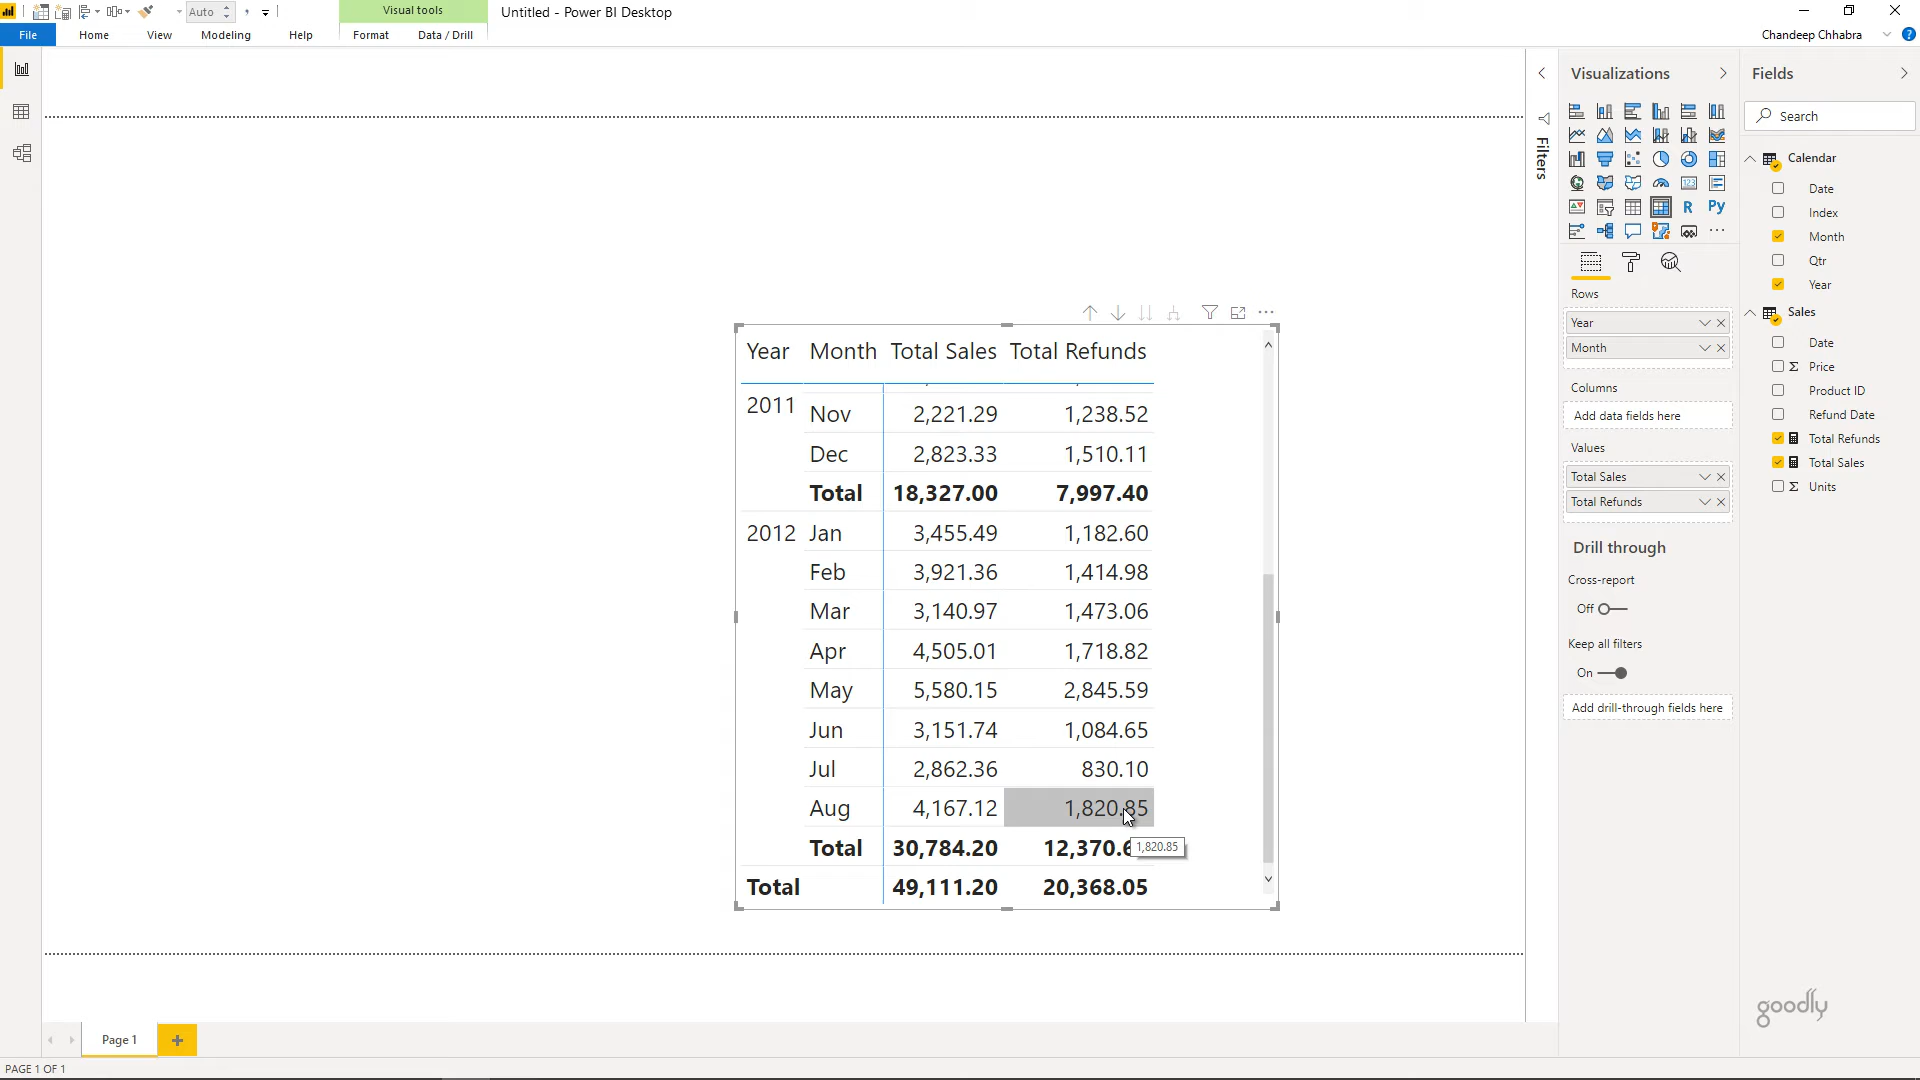 Auto
Visual tools
Untitled - Power BI Desktop
File
Home
View
Modeling
Help
Format
Data / Drill
Chandeep Chhabra
?
Visualizations
Fields
Search
Filters
Calendar
Date
Index
Month
Qtr
Year
Sales
Date
Σ Price
Product ID
Refund Date
Total Refunds
Total Sales
Σ Units
123
R
Py
Rows
Year
Month
Columns
Add data fields here
Values
Total Sales
Total Refunds
Drill through
Cross-report
Off
Keep all filters
On
Add drill-through fields here
Year Month Total Sales Total Refunds
2011 Nov 2,221.29 1,238.52
Dec 2,823.33 1,510.11
Total 18,327.00 7,997.40
2012 Jan 3,455.49 1,182.60
Feb 3,921.36 1,414.98
Mar 3,140.97 1,473.06
Apr 4,505.01 1,718.82
May 5,580.15 2,845.59
Jun 3,151.74 1,084.65
Jul 2,862.36 830.10
Aug 4,167.12 1,820.85
Total 30,784.20
1,820.85
Total 49,111.20 20,368.05
goodly
Page 1
PAGE 1 OF 1